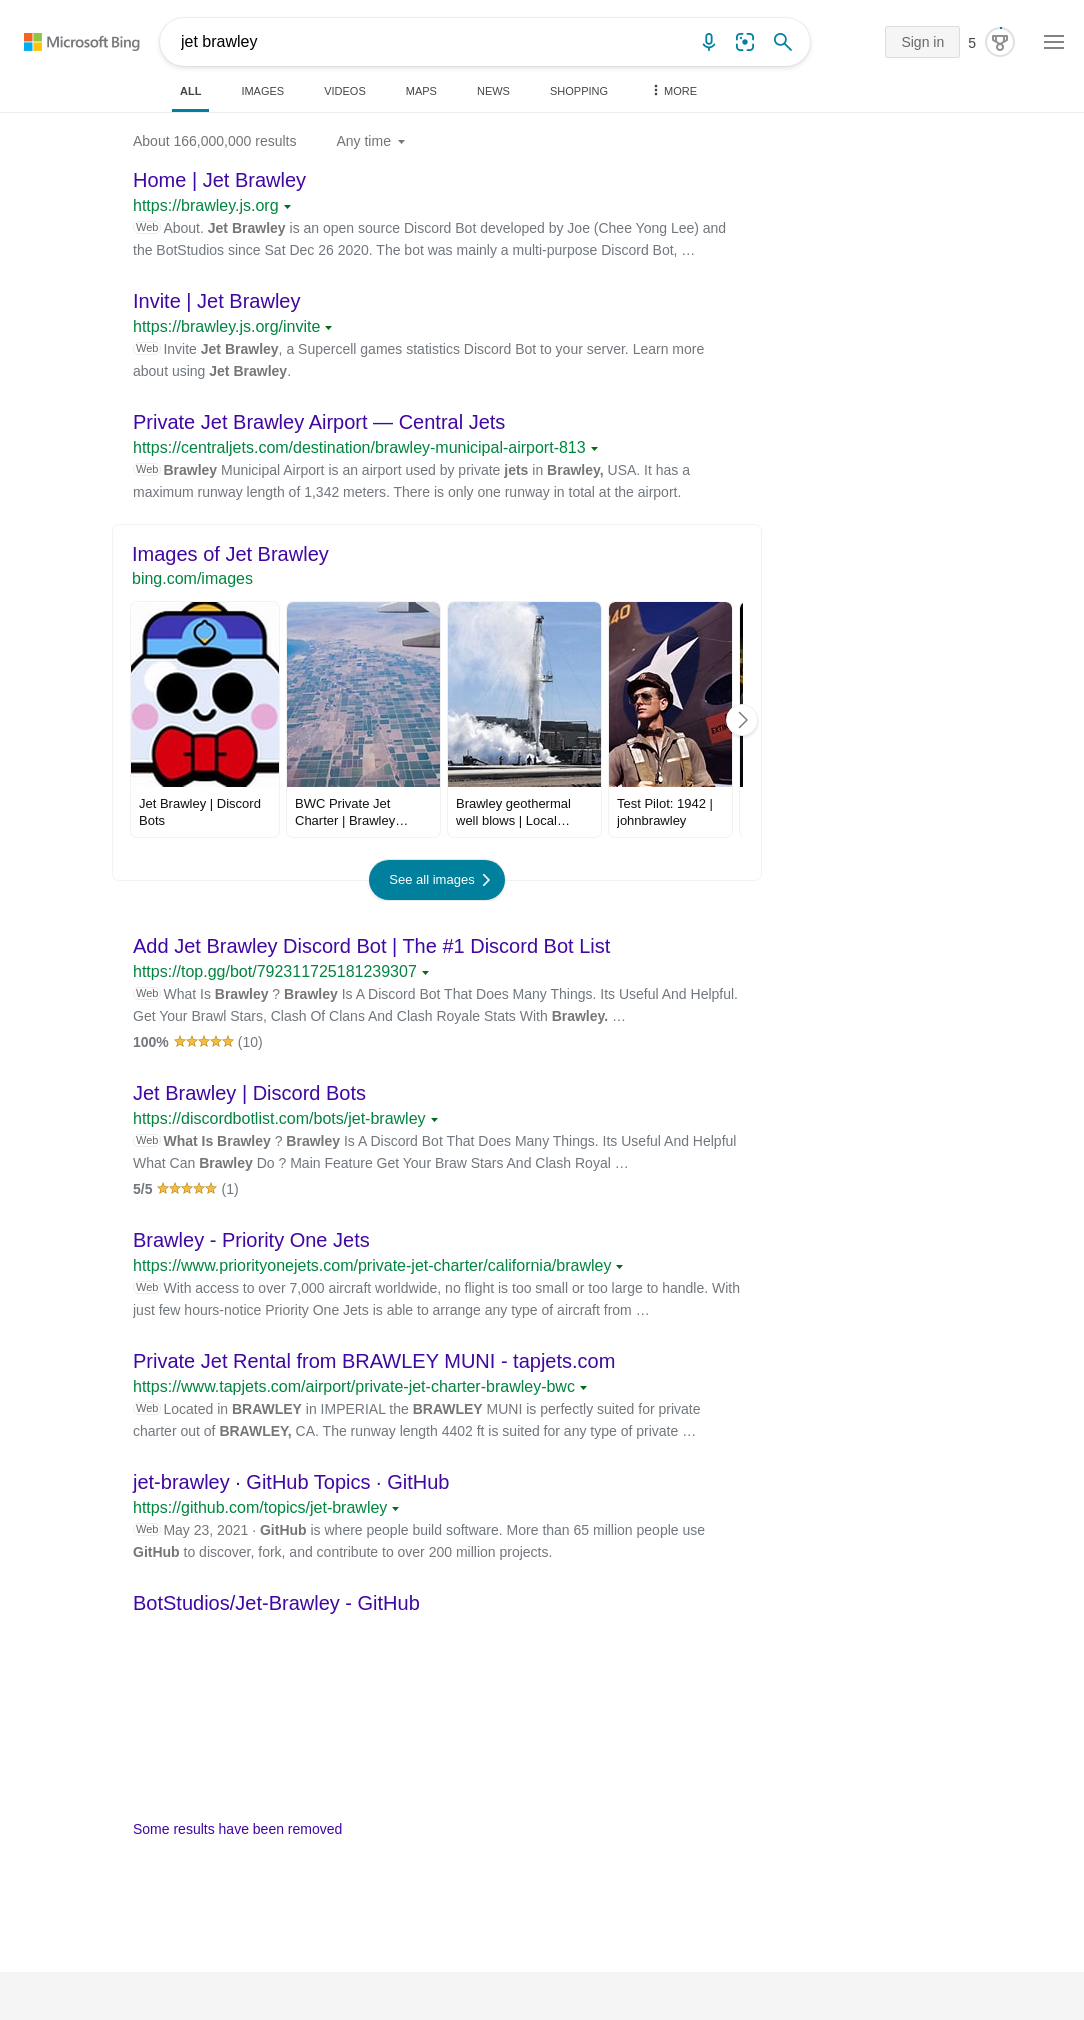 Microsoft Bing
jet brawley
Sign in
5
ALL
IMAGES
VIDEOS
MAPS
NEWS
SHOPPING
MORE
About 166,000,000 results
Any time
Home | Jet Brawley
https://brawley.js.org
Web About. Jet Brawley is an open source Discord Bot developed by Joe (Chee Yong Lee) and
the BotStudios since Sat Dec 26 2020. The bot was mainly a multi-purpose Discord Bot, …
Invite | Jet Brawley
https://brawley.js.org/invite
Web Invite Jet Brawley, a Supercell games statistics Discord Bot to your server. Learn more
about using Jet Brawley.
Private Jet Brawley Airport — Central Jets
https://centraljets.com/destination/brawley-municipal-airport-813
Web Brawley Municipal Airport is an airport used by private jets in Brawley, USA. It has a
maximum runway length of 1,342 meters. There is only one runway in total at the airport.
Images of Jet Brawley
bing.com/images
40
EXTIN
Jet Brawley | Discord
Bots
BWC Private Jet
Charter | Brawley…
Brawley geothermal
well blows | Local…
Test Pilot: 1942 |
johnbrawley
See all images
Add Jet Brawley Discord Bot | The #1 Discord Bot List
https://top.gg/bot/792311725181239307
Web What Is Brawley ? Brawley Is A Discord Bot That Does Many Things. Its Useful And Helpful.
Get Your Brawl Stars, Clash Of Clans And Clash Royale Stats With Brawley. …
100% (10)
Jet Brawley | Discord Bots
https://discordbotlist.com/bots/jet-brawley
Web What Is Brawley ? Brawley Is A Discord Bot That Does Many Things. Its Useful And Helpful
What Can Brawley Do ? Main Feature Get Your Braw Stars And Clash Royal …
5/5 (1)
Brawley - Priority One Jets
https://www.priorityonejets.com/private-jet-charter/california/brawley
Web With access to over 7,000 aircraft worldwide, no flight is too small or too large to handle. With
just few hours-notice Priority One Jets is able to arrange any type of aircraft from …
Private Jet Rental from BRAWLEY MUNI - tapjets.com
https://www.tapjets.com/airport/private-jet-charter-brawley-bwc
Web Located in BRAWLEY in IMPERIAL the BRAWLEY MUNI is perfectly suited for private
charter out of BRAWLEY, CA. The runway length 4402 ft is suited for any type of private …
jet-brawley · GitHub Topics · GitHub
https://github.com/topics/jet-brawley
Web May 23, 2021 · GitHub is where people build software. More than 65 million people use
GitHub to discover, fork, and contribute to over 200 million projects.
BotStudios/Jet-Brawley - GitHub
Some results have been removed